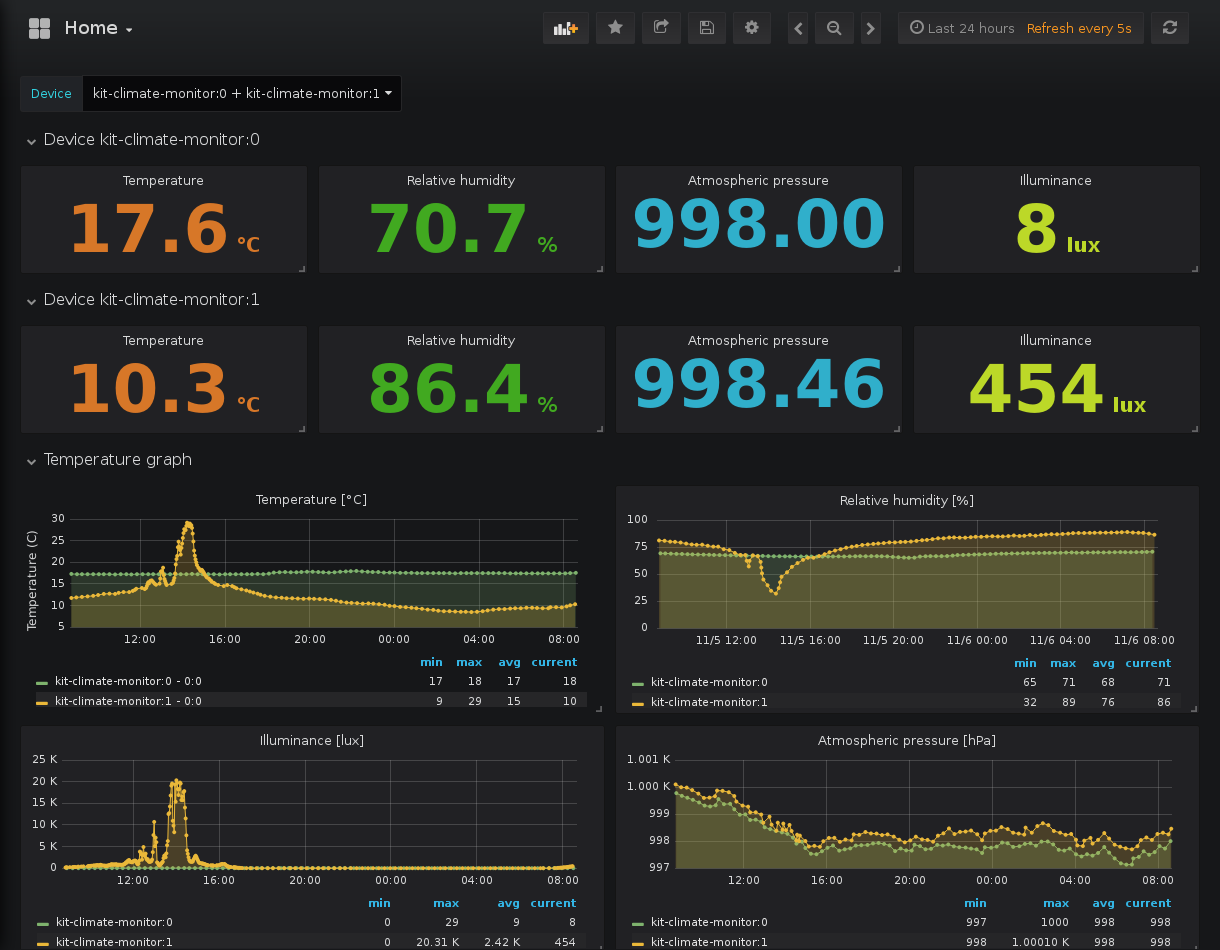 Home
Last 24 hours Refresh every 5s
Device kit-climate-monitor:0 + kit-climate-monitor:1
Device kit-climate-monitor:0
Temperature Relative humidity Atmospheric pressure Illuminance
17.6 °C 70.7 % 998.00 8 lux
Device kit-climate-monitor:1
Temperature Relative humidity Atmospheric pressure Illuminance
10.3 °C 86.4 % 998.46 454 lux
Temperature graph
Temperature [°C]
Temperature (C)
30
25
20
15
10
5
12:00 16:00 20:00 00:00 04:00 08:00
min max avg current
kit-climate-monitor:0 - 0:0 17 18 17 18
kit-climate-monitor:1 - 0:0 9 29 15 10
Relative humidity [%]
100
75
50
25
0
11/5 12:00 11/5 16:00 11/5 20:00 11/6 00:00 11/6 04:00 11/6 08:00
min max avg current
kit-climate-monitor:0 65 71 68 71
kit-climate-monitor:1 32 89 76 86
Illuminance [lux]
25 K
20 K
15 K
10 K
5 K
0
12:00 16:00 20:00 00:00 04:00 08:00
min max avg current
kit-climate-monitor:0 0 29 9 8
kit-climate-monitor:1 0 20.31 K 2.42 K 454
Atmospheric pressure [hPa]
1.001 K
1.000 K
999
998
997
12:00 16:00 20:00 00:00 04:00 08:00
min max avg current
kit-climate-monitor:0 997 1000 998 998
kit-climate-monitor:1 998 1.00010 K 998 998